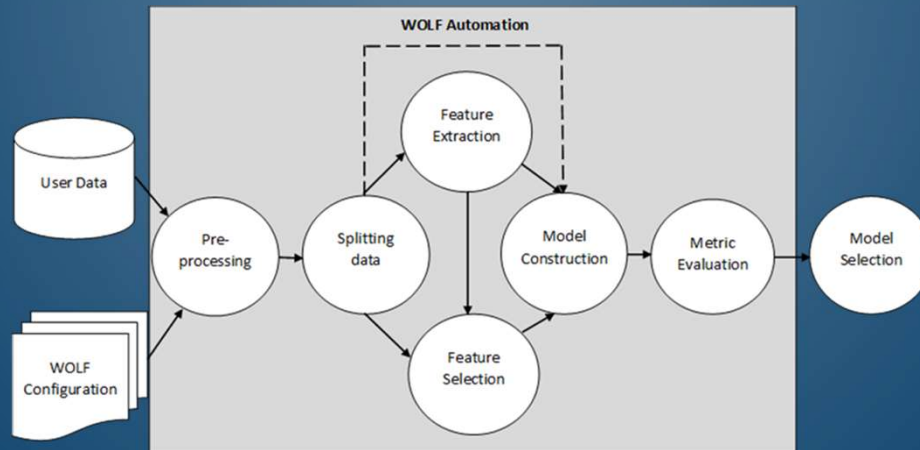 WOLF Automation
Feature
Extraction
User Data
Pre-
processing
Splitting
data
Model
Construction
Metric
Evaluation
Model
Selection
WOLF
Configuration
Feature
Selection